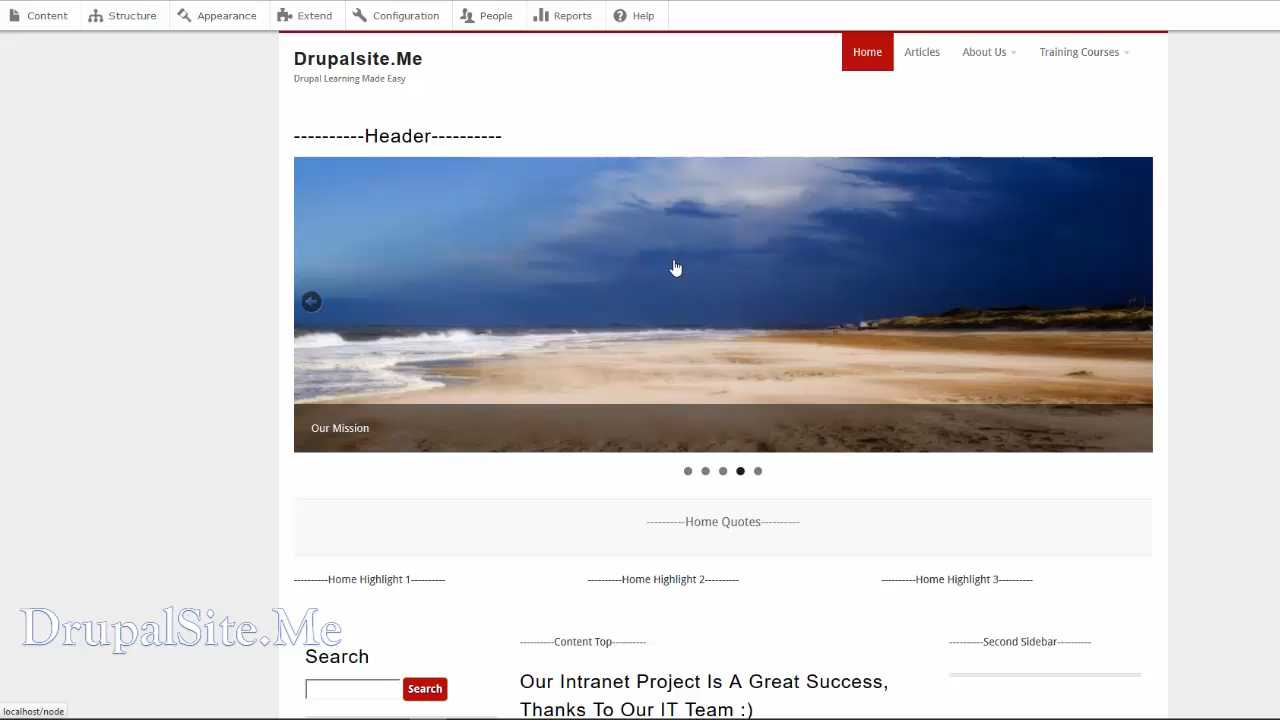 Content Structure Appearance Extend Configuration People Reports Help
Drupalsite.Me
Drupal Learning Made Easy
Home Articles About Us Training Courses
----------Header----------
Our Mission
----------Home Quotes----------
----------Home Highlight 1---------- ----------Home Highlight 2---------- ----------Home Highlight 3----------
DrupalSite.Me
Search
Search
----------Content Top----------
Our Intranet Project Is A Great Success,
Thanks To Our IT Team :)
----------Second Sidebar----------
localhost/node